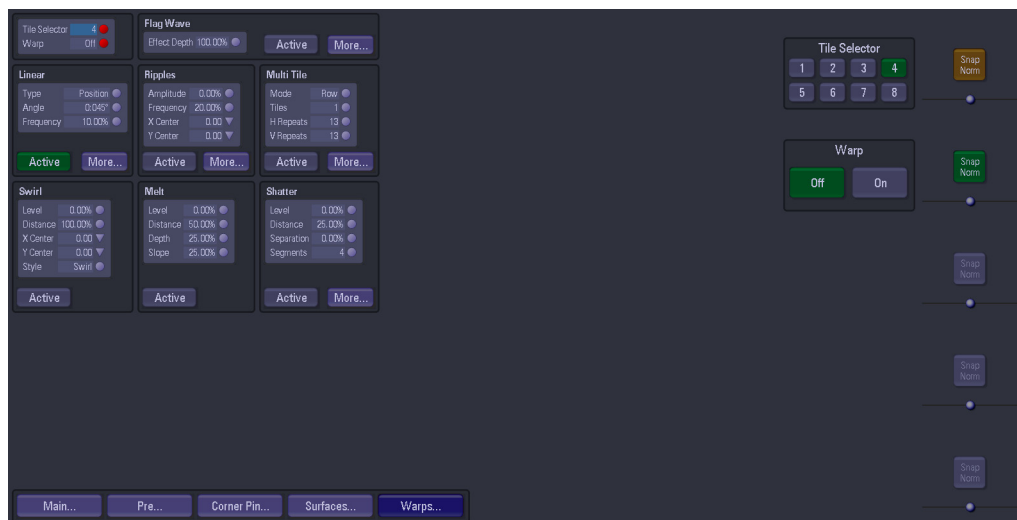 Tile Selector 4
Warp Off
Flag Wave
Effect Depth 100.00%
Active More...
Linear
Type Position
Angle 0.045°
Frequency 10.00%
Active More...
Ripples
Amplitude 0.00%
Frequency 20.00%
X Center 0.00
Y Center 0.00
Active More...
Multi Tile
Mode Row
Tiles 1
H Repeats 13
V Repeats 13
Active More...
Swirl
Level 0.00%
Distance 100.00%
X Center 0.00
Y Center 0.00
Style Swirl
Active
Melt
Level 0.00%
Distance 50.00%
Depth 25.00%
Slope 25.00%
Active
Shatter
Level 0.00%
Distance 25.00%
Separation 0.00%
Segments 4
Active More...
Tile Selector
1 2 3 4
5 6 7 8
Warp
Off On
Snap
Norm
Snap
Norm
Snap
Norm
Snap
Norm
Snap
Norm
Main... Pre... Corner Pin... Surfaces... Warps...